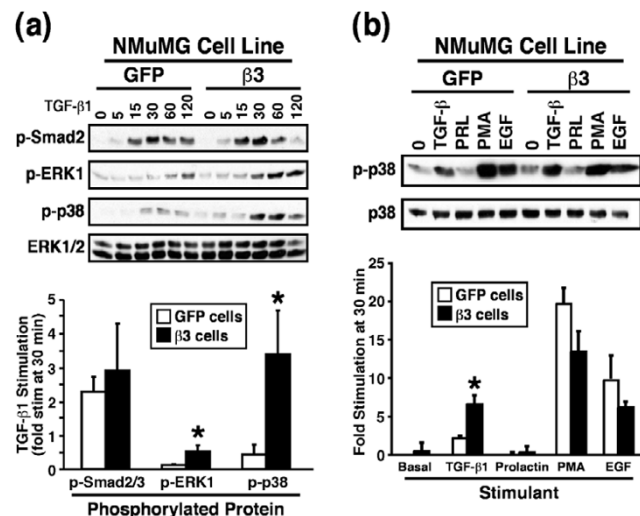 (a)
NMuMG Cell Line
GFP β3
TGF-β1 0 5 15 30 60 120 0 5 15 30 60 120
p-Smad2
p-ERK1
p-p38
ERK1/2
TGF-β1 Stimulation
(fold stim at 30 min)
5
4
3
2
1
0
GFP cells
β3 cells
*
*
p-Smad2/3 p-ERK1 p-p38
Phosphorylated Protein
(b)
NMuMG Cell Line
GFP β3
0 TGF-β PRL PMA EGF 0 TGF-β PRL PMA EGF
p-p38
p38
Fold Stimulation at 30 min
25
20
15
10
5
0
GFP cells
β3 cells
*
Basal TGF-β1 Prolactin PMA EGF
Stimulant